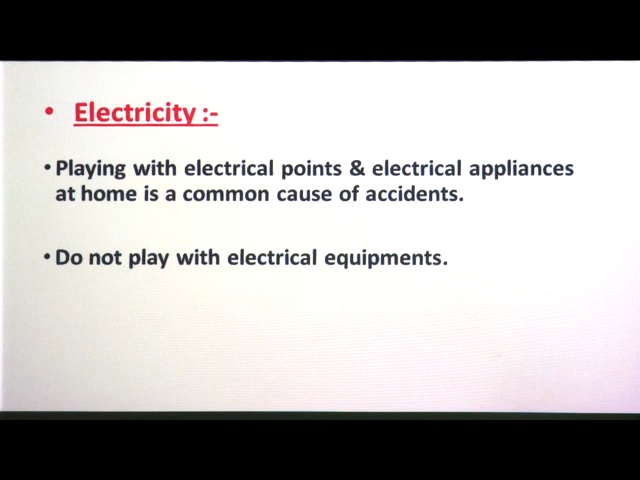 • Electricity :-
• Playing with electrical points & electrical appliances
at home is a common cause of accidents.
• Do not play with electrical equipments.